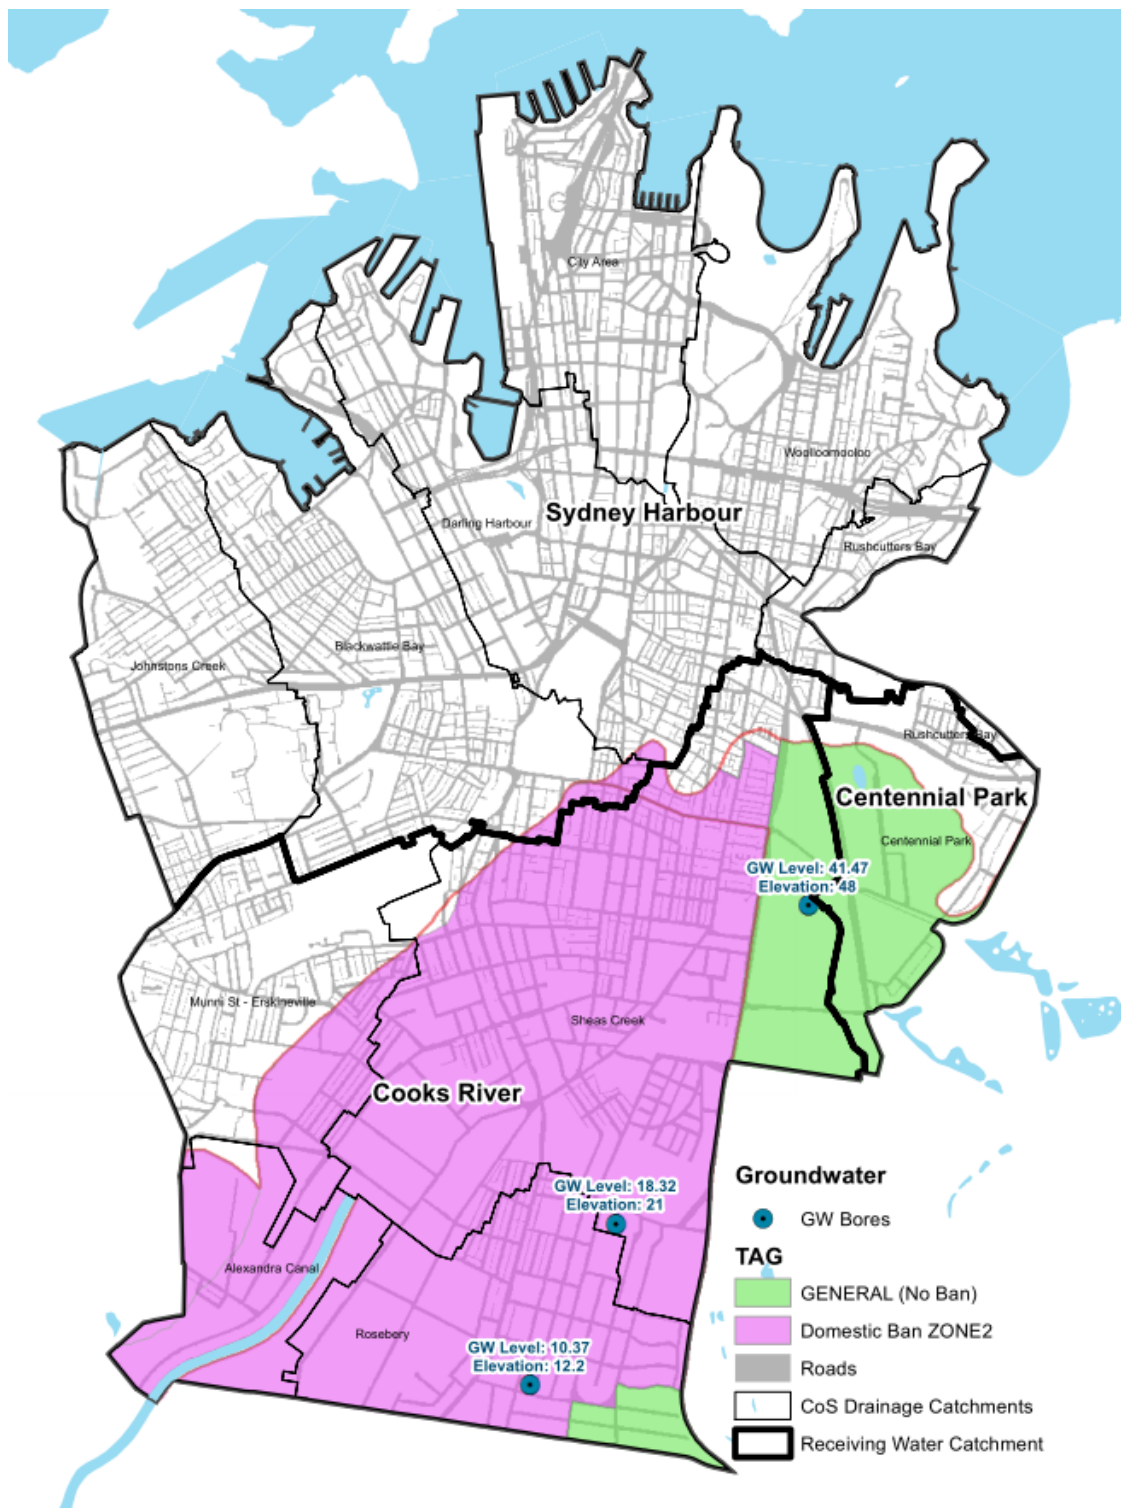 City Area
Woolloomooloo
Sydney Harbour
Darling Harbour
Rushcutters Bay
Blackwattle Bay
Johnstons Creek
Rushcutters Bay
Centennial Park
Centennial Park
GW Level: 41.47
Elevation: 48
Munni St - Erskineville
Sheas Creek
Cooks River
GW Level: 18.32
Elevation: 21
Alexandra Canal
Rosebery
GW Level: 10.37
Elevation: 12.2
Groundwater
GW Bores
TAG
GENERAL (No Ban)
Domestic Ban ZONE2
Roads
CoS Drainage Catchments
Receiving Water Catchment